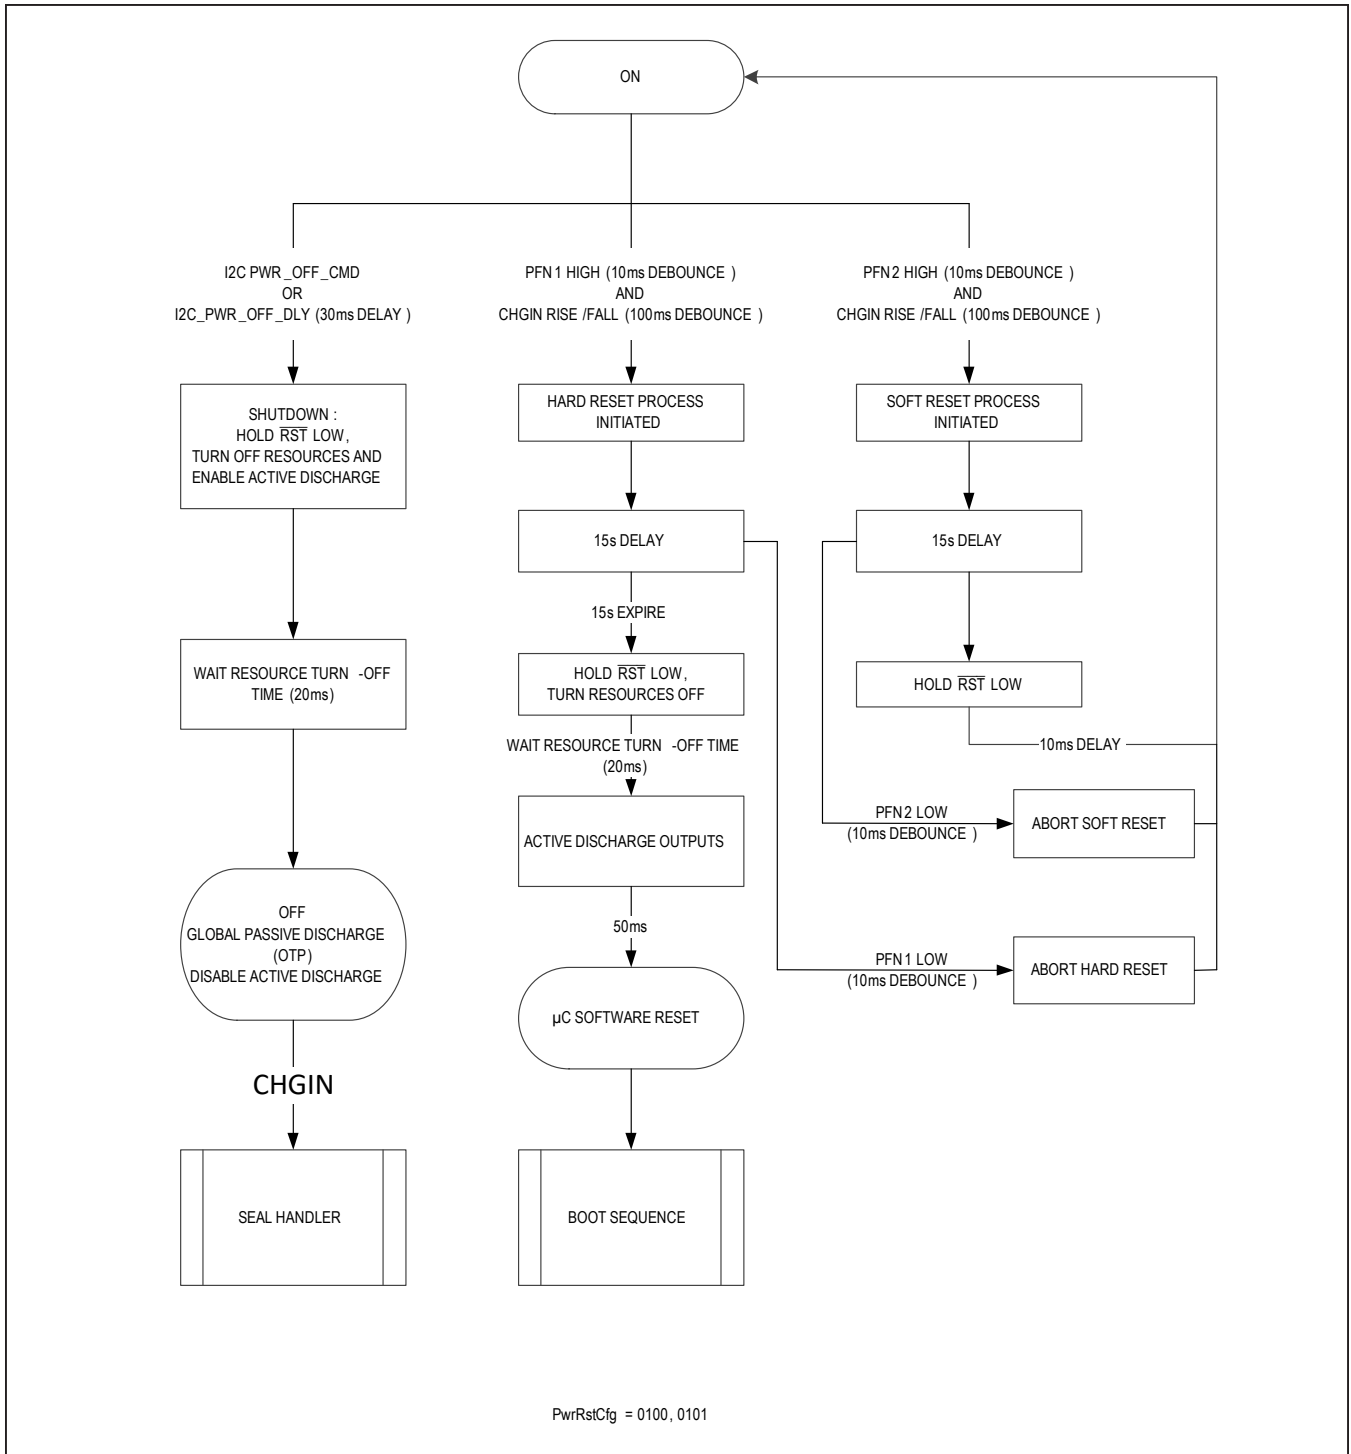 ON
I2C PWR_OFF_CMD
OR
I2C_PWR_OFF_DLY (30ms DELAY )
PFN1 HIGH (10ms DEBOUNCE )
AND
CHGIN RISE /FALL (100ms DEBOUNCE )
PFN2 HIGH (10ms DEBOUNCE )
AND
CHGIN RISE /FALL (100ms DEBOUNCE )
SHUTDOWN :
HOLD R̅S̅T̅ LOW,
TURN OFF RESOURCES AND
ENABLE ACTIVE DISCHARGE
HARD RESET PROCESS
INITIATED
SOFT RESET PROCESS
INITIATED
15s DELAY
15s DELAY
15s EXPIRE
WAIT RESOURCE TURN -OFF
TIME (20ms)
HOLD R̅S̅T̅ LOW,
TURN RESOURCES OFF
HOLD R̅S̅T̅ LOW
WAIT RESOURCE TURN -OFF TIME
(20ms)
10ms DELAY
ACTIVE DISCHARGE OUTPUTS
PFN2 LOW
(10ms DEBOUNCE )
ABORT SOFT RESET
OFF
GLOBAL PASSIVE DISCHARGE
(OTP)
DISABLE ACTIVE DISCHARGE
50ms
PFN1 LOW
(10ms DEBOUNCE )
ABORT HARD RESET
µC SOFTWARE RESET
CHGIN
SEAL HANDLER
BOOT SEQUENCE
PwrRstCfg = 0100, 0101